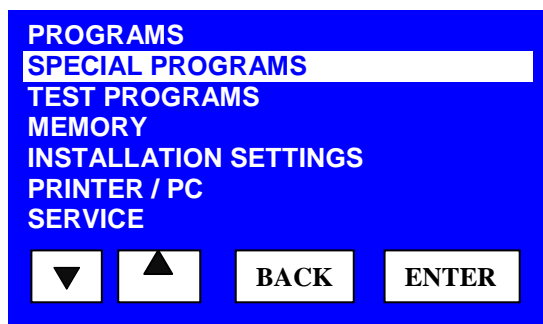 PROGRAMS
SPECIAL PROGRAMS
TEST PROGRAMS
MEMORY
INSTALLATION SETTINGS
PRINTER / PC
SERVICE
▼ ▲ BACK ENTER